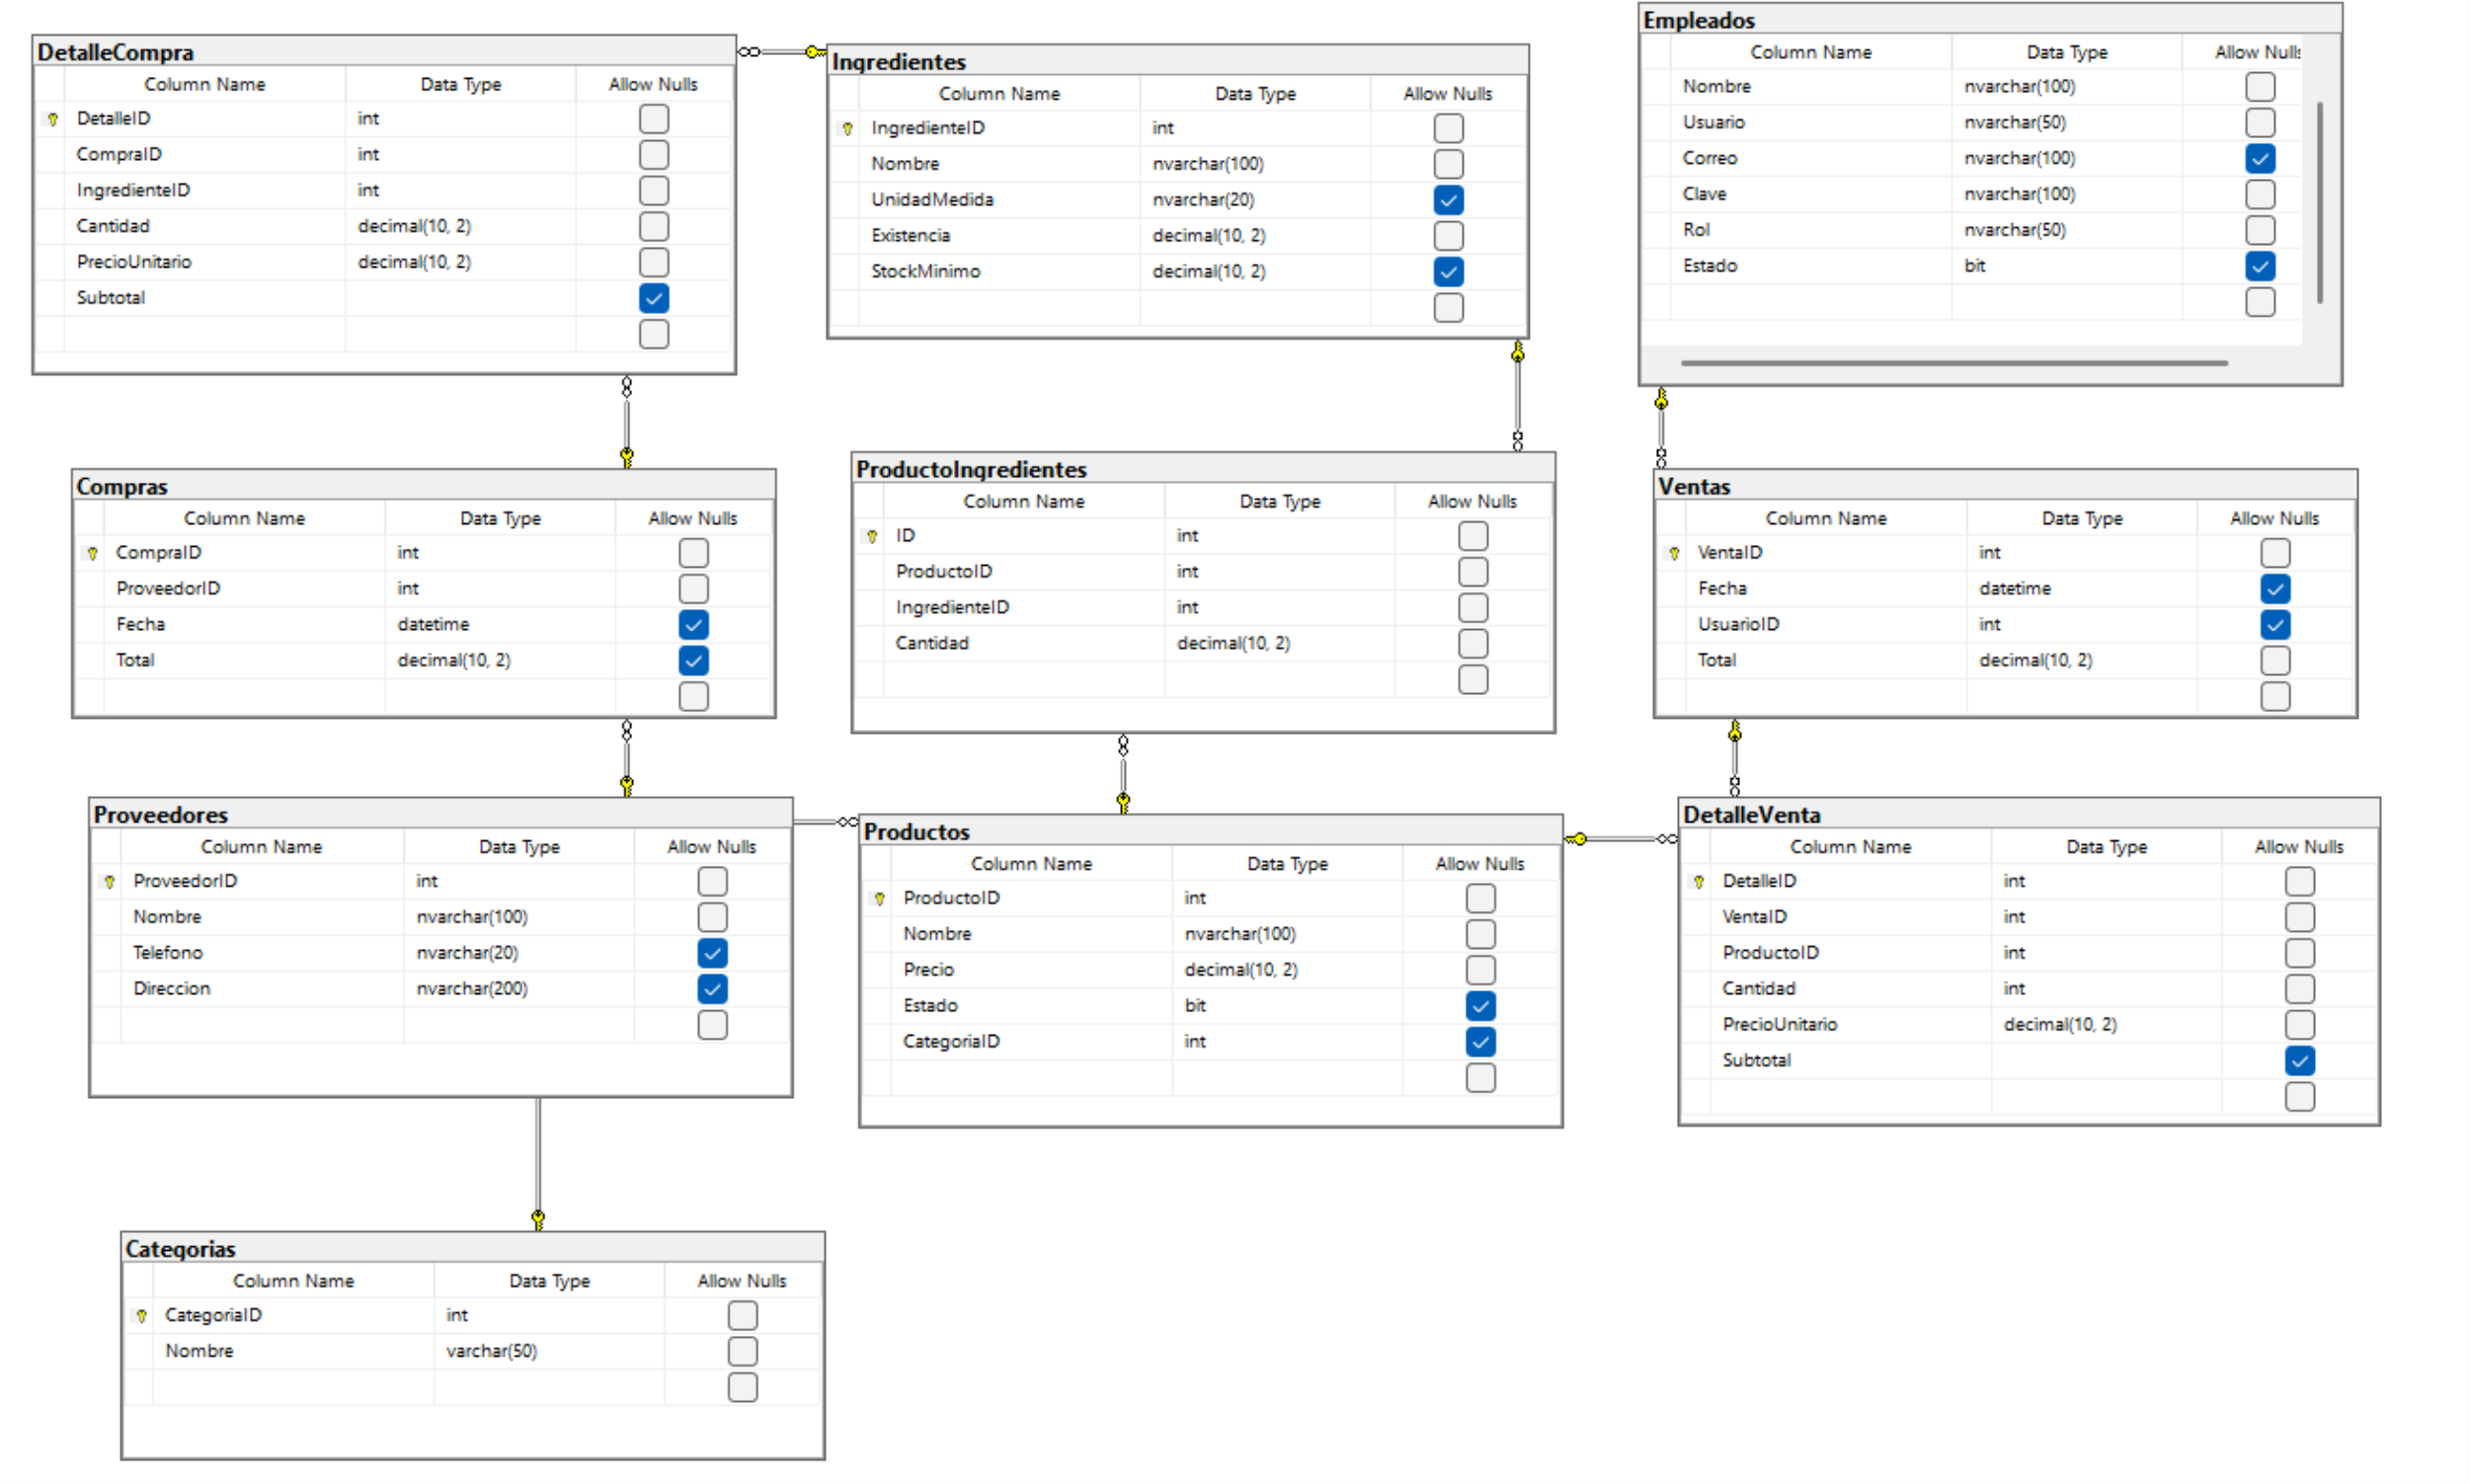 DetalleCompra
Column Name Data Type Allow Nulls
DetalleID int
CompraID int
IngredienteID int
Cantidad decimal(10, 2)
PrecioUnitario decimal(10, 2)
Subtotal
Ingredientes
Column Name Data Type Allow Nulls
IngredienteID int
Nombre nvarchar(100)
UnidadMedida nvarchar(20)
Existencia decimal(10, 2)
StockMinimo decimal(10, 2)
Empleados
Column Name Data Type Allow Nulls
Nombre nvarchar(100)
Usuario nvarchar(50)
Correo nvarchar(100)
Clave nvarchar(100)
Rol nvarchar(50)
Estado bit
Compras
Column Name Data Type Allow Nulls
CompraID int
ProveedorID int
Fecha datetime
Total decimal(10, 2)
ProductoIngredientes
Column Name Data Type Allow Nulls
ID int
ProductoID int
IngredienteID int
Cantidad decimal(10, 2)
Ventas
Column Name Data Type Allow Nulls
VentaID int
Fecha datetime
UsuarioID int
Total decimal(10, 2)
Proveedores
Column Name Data Type Allow Nulls
ProveedorID int
Nombre nvarchar(100)
Telefono nvarchar(20)
Direccion nvarchar(200)
Productos
Column Name Data Type Allow Nulls
ProductoID int
Nombre nvarchar(100)
Precio decimal(10, 2)
Estado bit
CategoriaID int
DetalleVenta
Column Name Data Type Allow Nulls
DetalleID int
VentaID int
ProductoID int
Cantidad int
PrecioUnitario decimal(10, 2)
Subtotal
Categorias
Column Name Data Type Allow Nulls
CategoriaID int
Nombre varchar(50)